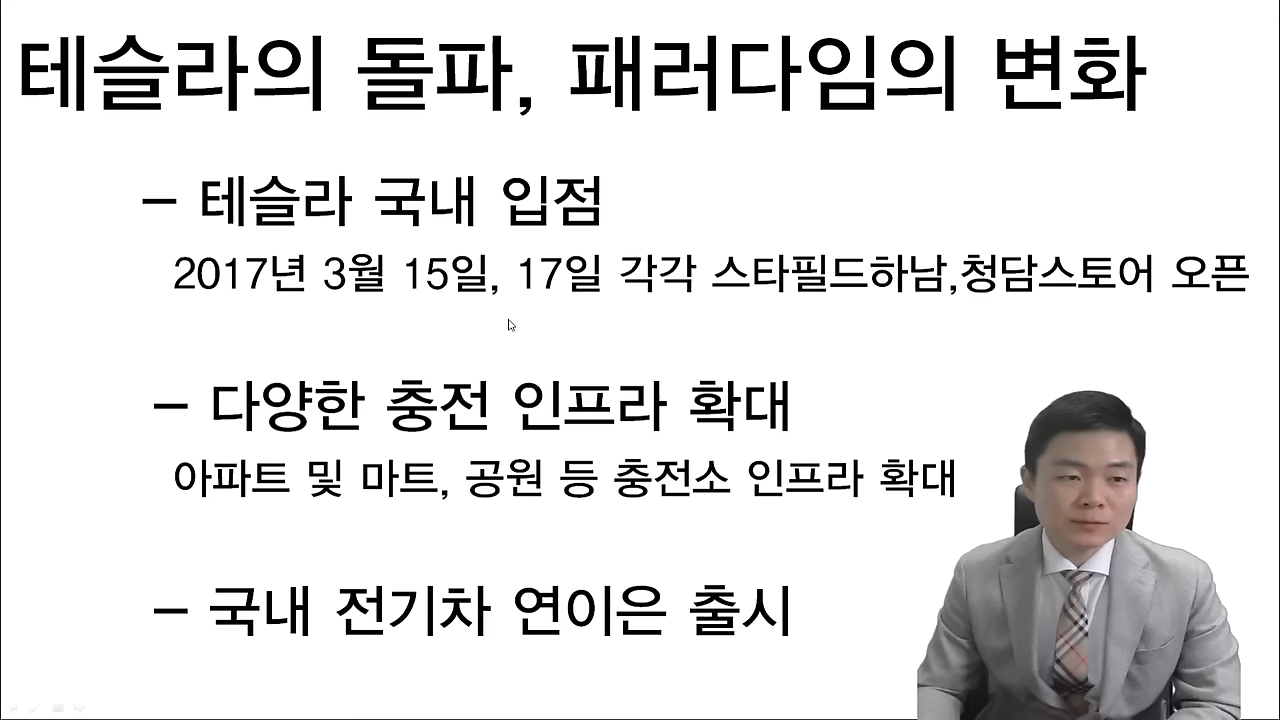 테슬라의 돌파, 패러다임의 변화
- 테슬라 국내 입점
2017년 3월 15일, 17일 각각 스타필드하남,청담스토어 오픈
- 다양한 충전 인프라 확대
아파트 및 마트, 공원 등 충전소 인프라 확대
- 국내 전기차 연이은 출시